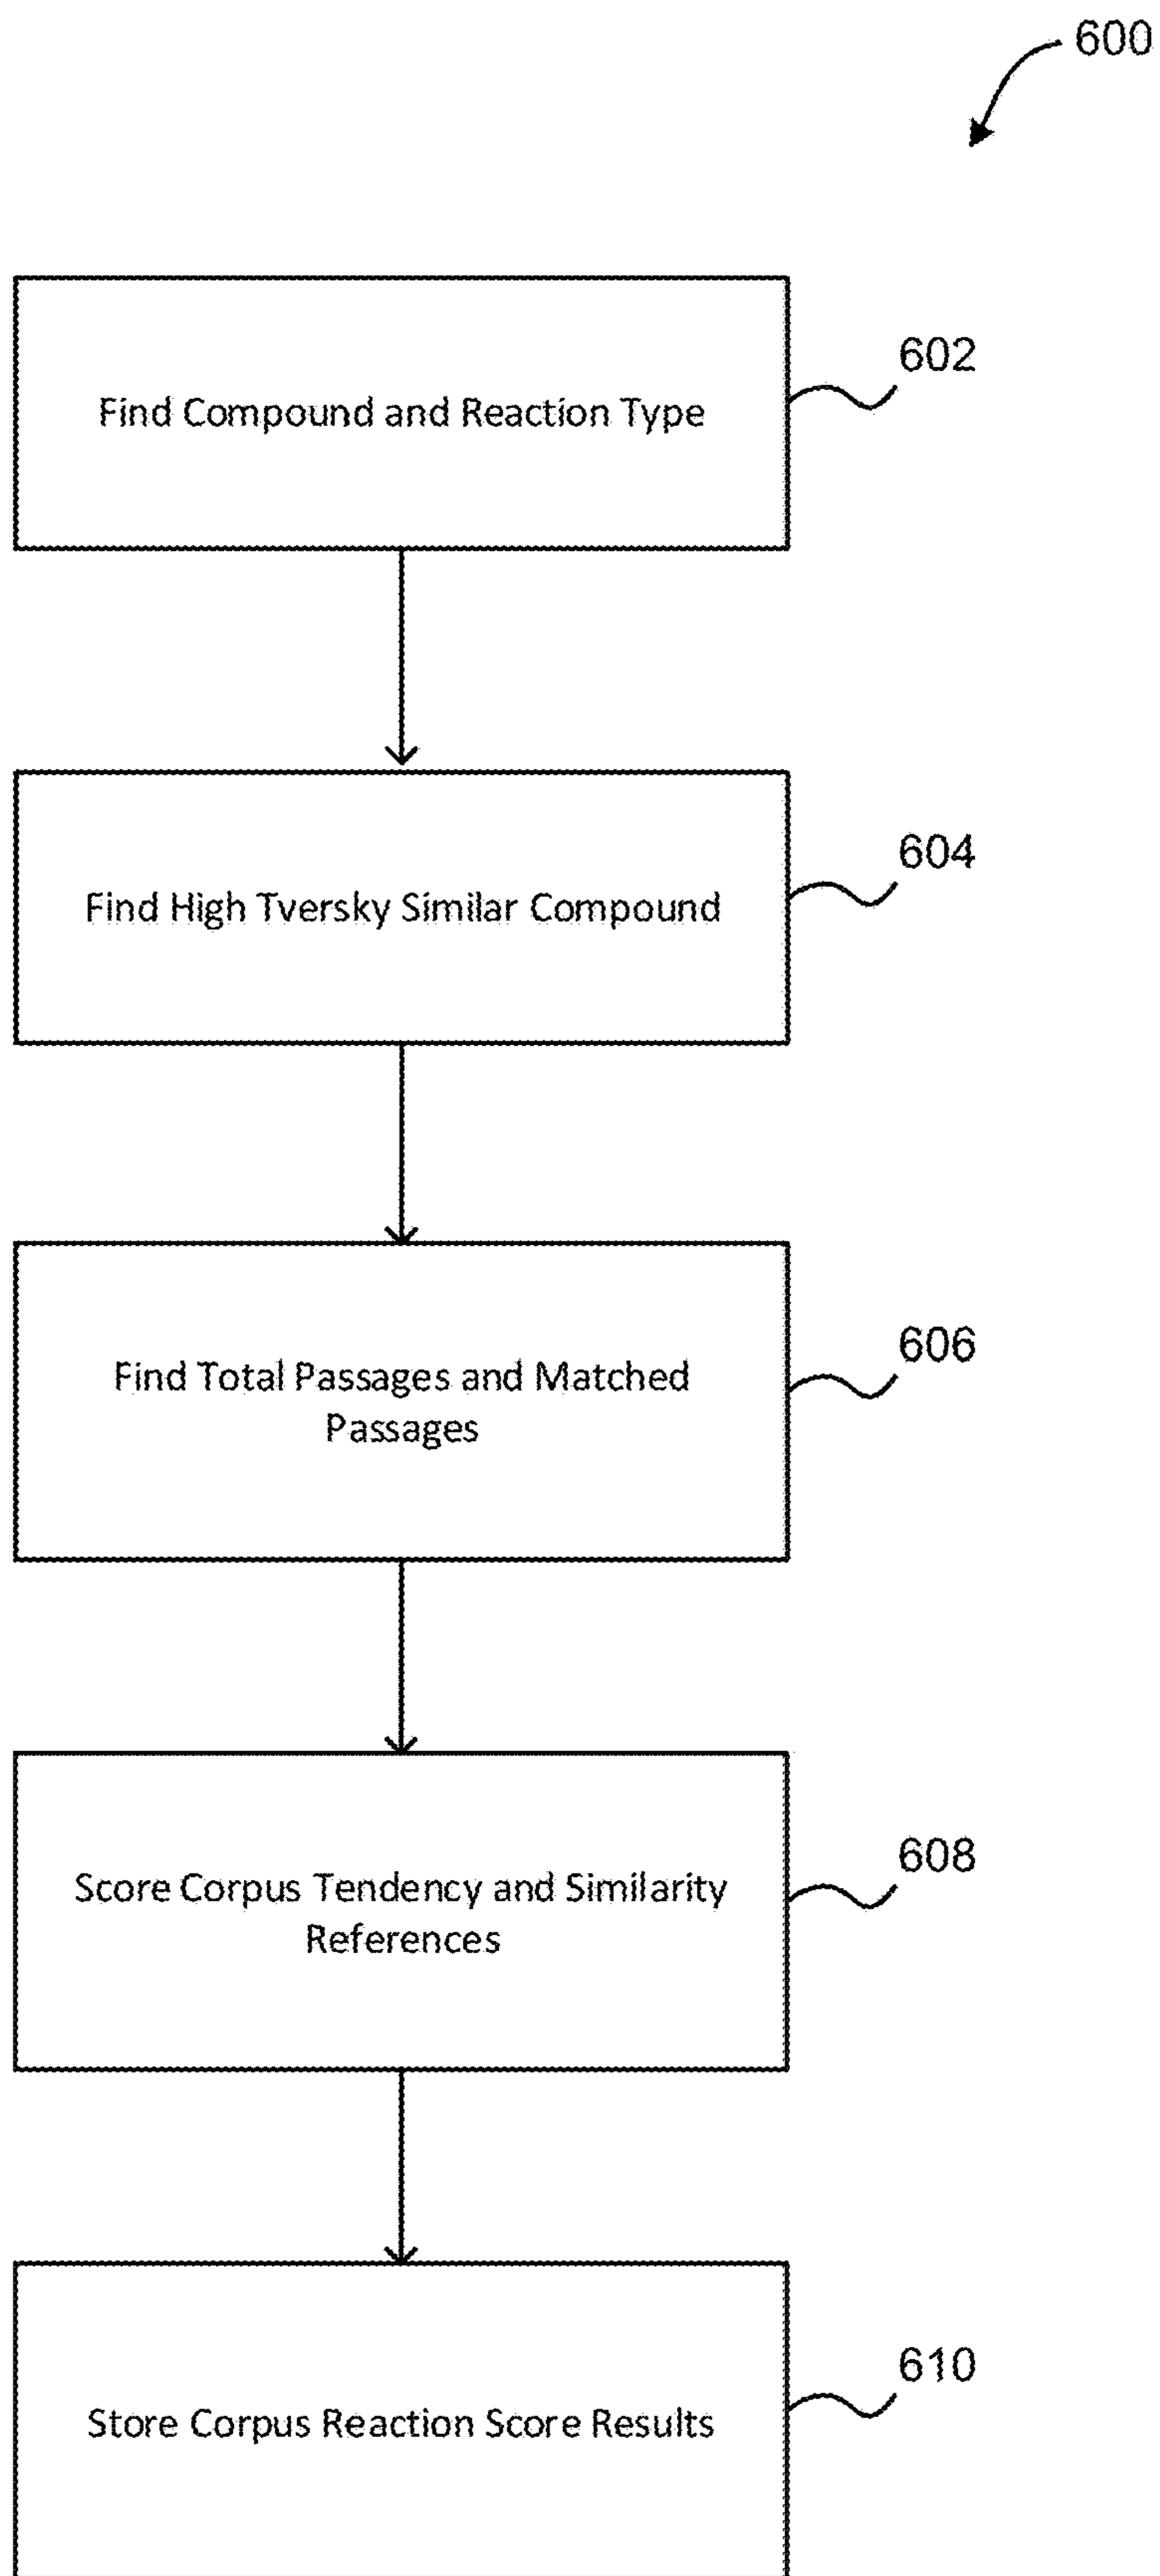 600
Find Compound and Reaction Type
602
Find High Tversky Similar Compound
604
Find Total Passages and Matched
Passages
606
Score Corpus Tendency and Similarity
References
608
Store Corpus Reaction Score Results
610